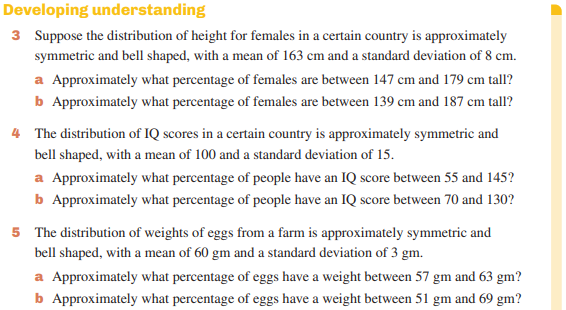 Developing understanding
3 Suppose the distribution of height for females in a certain country is approximately
symmetric and bell shaped, with a mean of 163 cm and a standard deviation of 8 cm.
a Approximately what percentage of females are between 147 cm and 179 cm tall?
b Approximately what percentage of females are between 139 cm and 187 cm tall?
4 The distribution of IQ scores in a certain country is approximately symmetric and
bell shaped, with a mean of 100 and a standard deviation of 15.
a Approximately what percentage of people have an IQ score between 55 and 145?
b Approximately what percentage of people have an IQ score between 70 and 130?
5 The distribution of weights of eggs from a farm is approximately symmetric and
bell shaped, with a mean of 60 gm and a standard deviation of 3 gm.
a Approximately what percentage of eggs have a weight between 57 gm and 63 gm?
b Approximately what percentage of eggs have a weight between 51 gm and 69 gm?